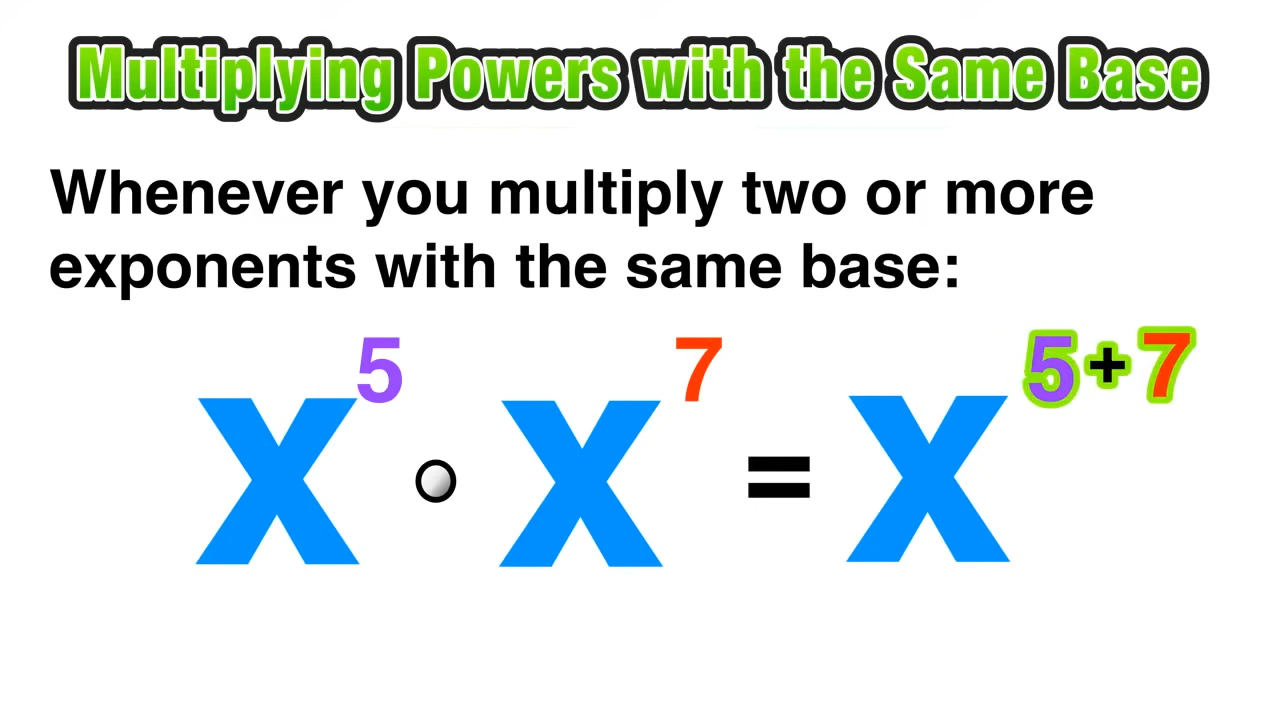 Multiplying Powers with the Same Base
Whenever you multiply two or more
exponents with the same base:
x⁵ ∘ x⁷ = x⁵⁺⁷